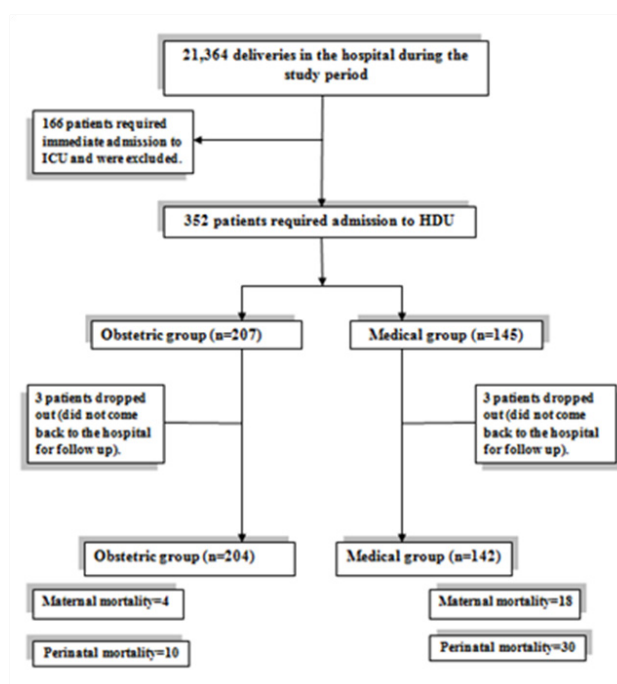 21,364 deliveries in the hospital during the
study period
166 patients required
immediate admission to
ICU and were excluded.
352 patients required admission to HDU
Obstetric group (n=207)
Medical group (n=145)
3 patients dropped
out (did not come
back to the hospital
for follow up).
3 patients dropped
out (did not come
back to the hospital
for follow up).
Obstetric group (n=204)
Medical group (n=142)
Maternal mortality=4
Maternal mortality=18
Perinatal mortality=10
Perinatal mortality=30